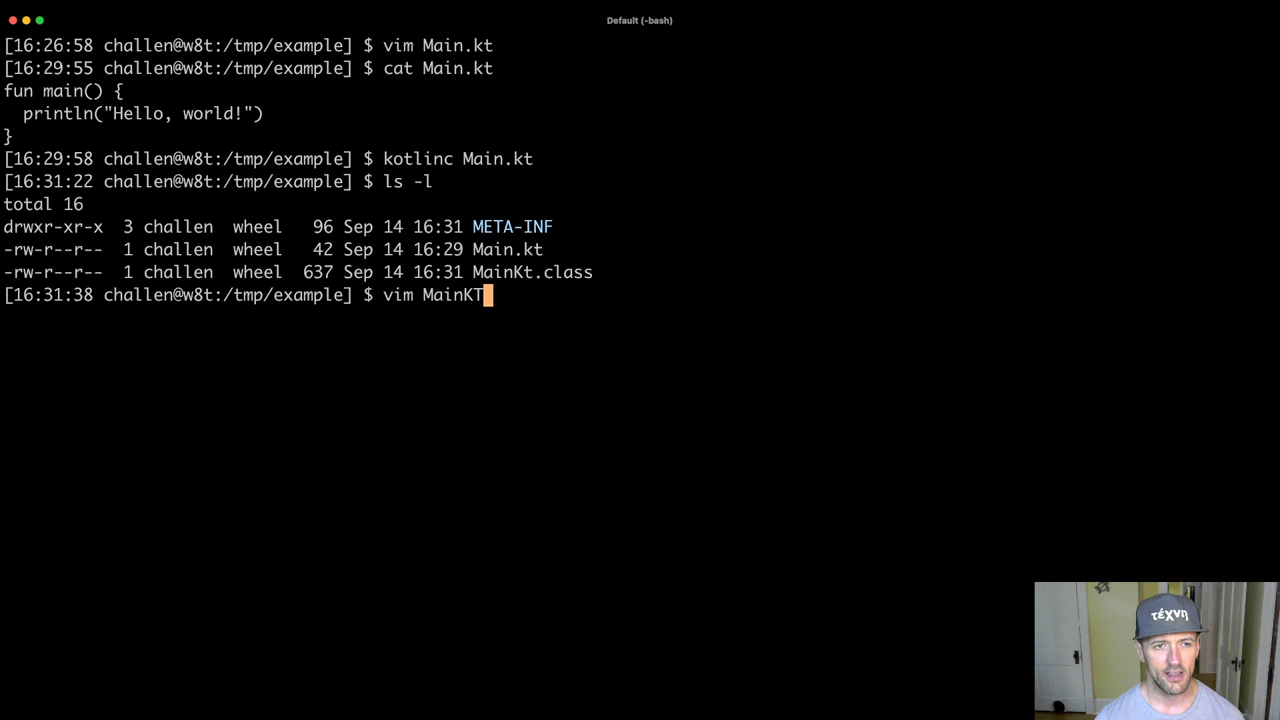 Default (-bash)
[16:26:58 challen@w8t:/tmp/example] $ vim Main.kt
[16:29:55 challen@w8t:/tmp/example] $ cat Main.kt
fun main() {
  println("Hello, world!")
}
[16:29:58 challen@w8t:/tmp/example] $ kotlinc Main.kt
[16:31:22 challen@w8t:/tmp/example] $ ls -l
total 16
drwxr-xr-x  3 challen  wheel   96 Sep 14 16:31 META-INF
-rw-r--r--  1 challen  wheel   42 Sep 14 16:29 Main.kt
-rw-r--r--  1 challen  wheel  637 Sep 14 16:31 MainKt.class
[16:31:38 challen@w8t:/tmp/example] $ vim MainKT
τέχνη